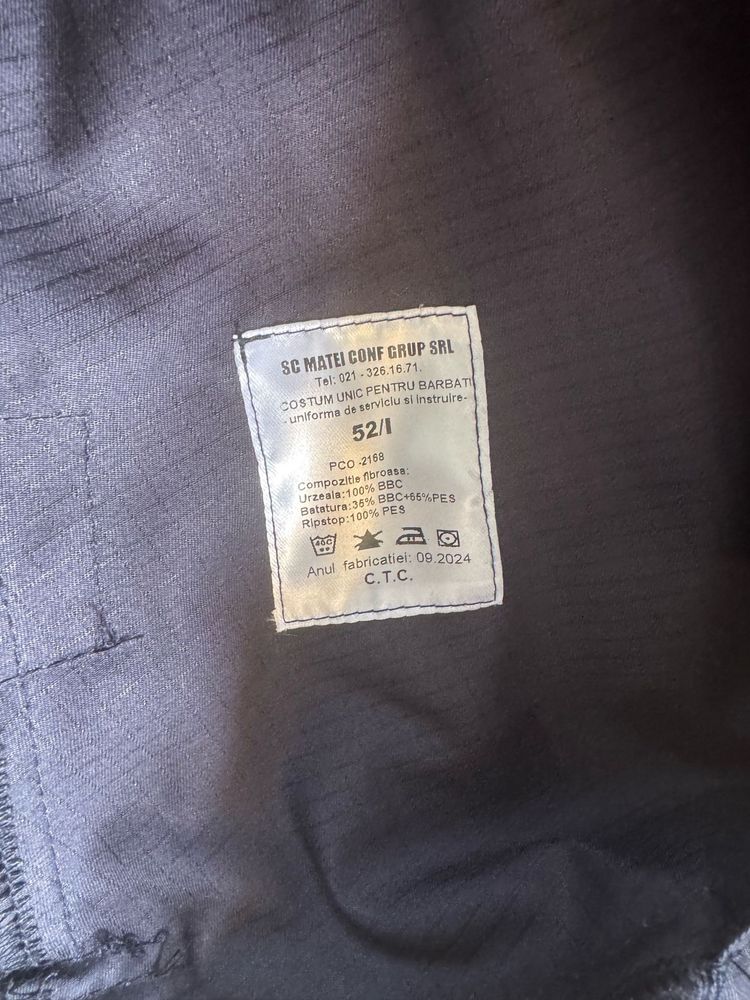 SC MATEI CONF GRUP SRL
Tel: 021 - 326.16.71.
COSTUM UNIC PENTRU BARBATI
- uniforma de serviciu si instruire-
52/I
PCO -2168
Compozitie fibroasa:
Urzeala:100% BBC
Batatura:35% BBC+65%PES
Ripstop:100% PES
40C
Anul fabricatiei: 09.2024
C.T.C.